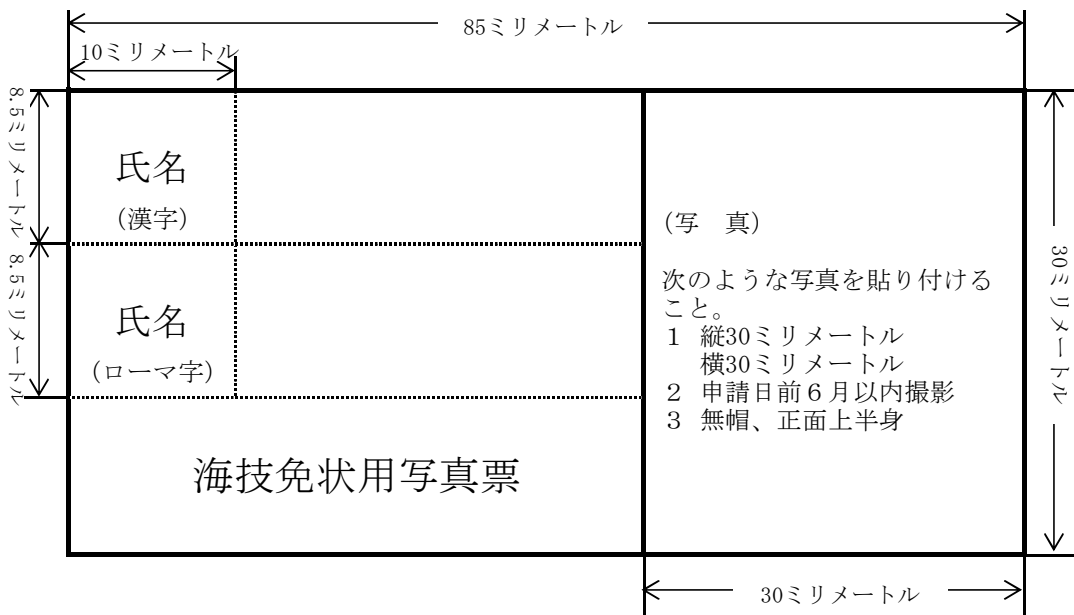 85ミリメートル
10ミリメートル
8.5ミリメートル
氏名
(漢字)
8.5ミリメートル
氏名
(ローマ字)
海技免状用写真票
(写　真)
次のような写真を貼り付ける
こと。
1 縦30ミリメートル
横30ミリメートル
2 申請日前６月以内撮影
3 無帽、正面上半身
30ミリメートル
30ミリメートル